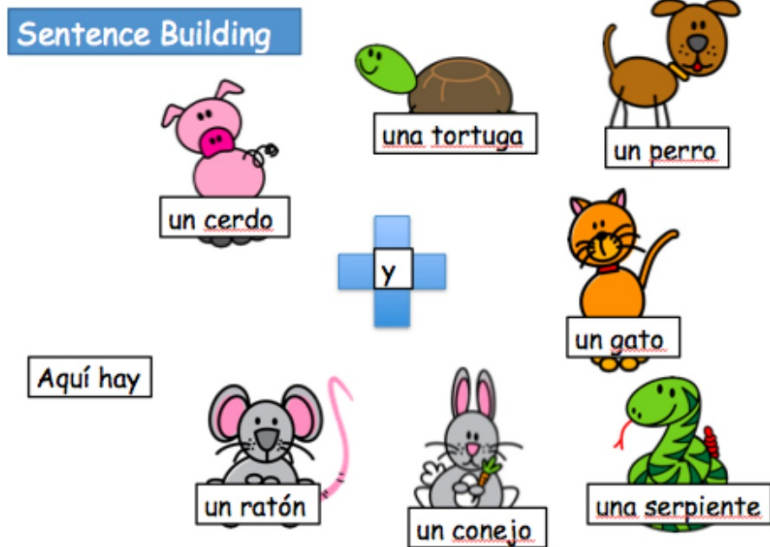 Sentence Building
una tortuga
un perro
un cerdo
y
un gato
Aquí hay
un ratón
un conejo
una serpiente